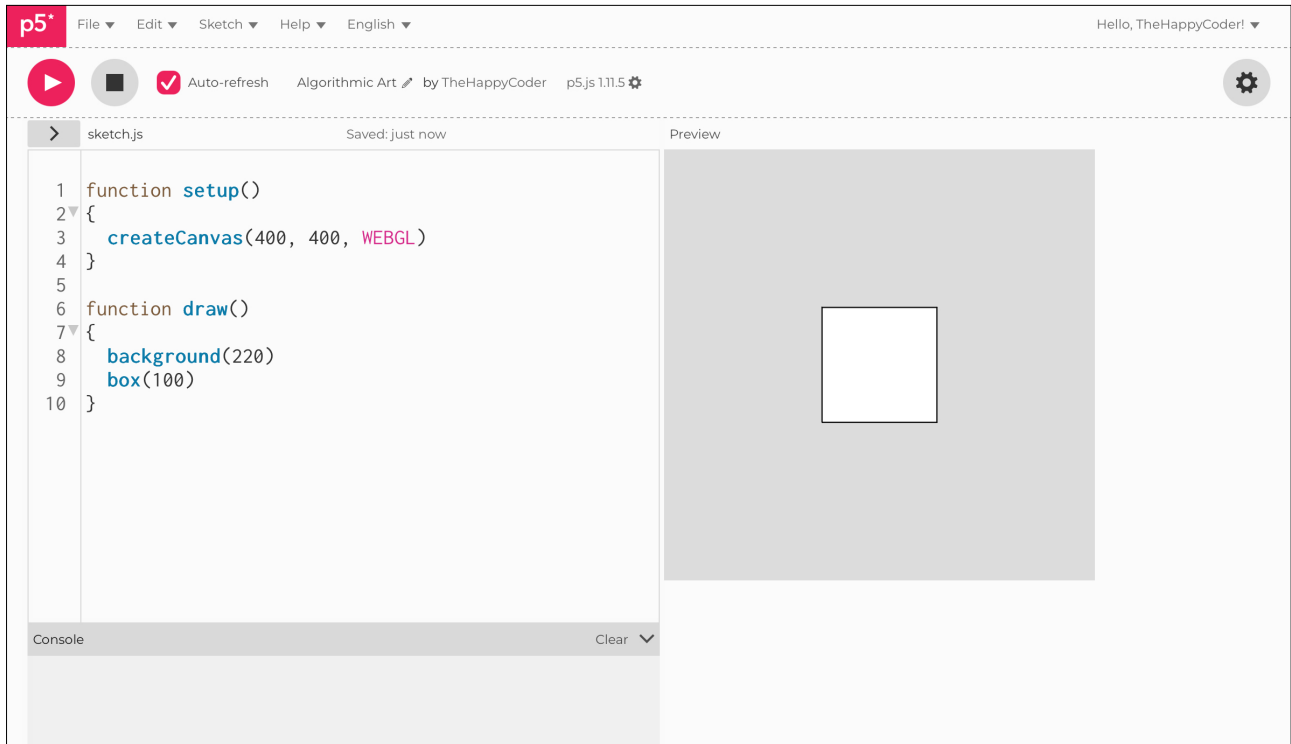 p5* File Edit Sketch Help English Hello, TheHappyCoder!
Auto-refresh Algorithmic Art by TheHappyCoder p5.js 1.11.5
sketch.js Saved: just now Preview
1 function setup()
2 {
3 createCanvas(400, 400, WEBGL)
4 }
5
6 function draw()
7 {
8 background(220)
9 box(100)
10 }
Console Clear